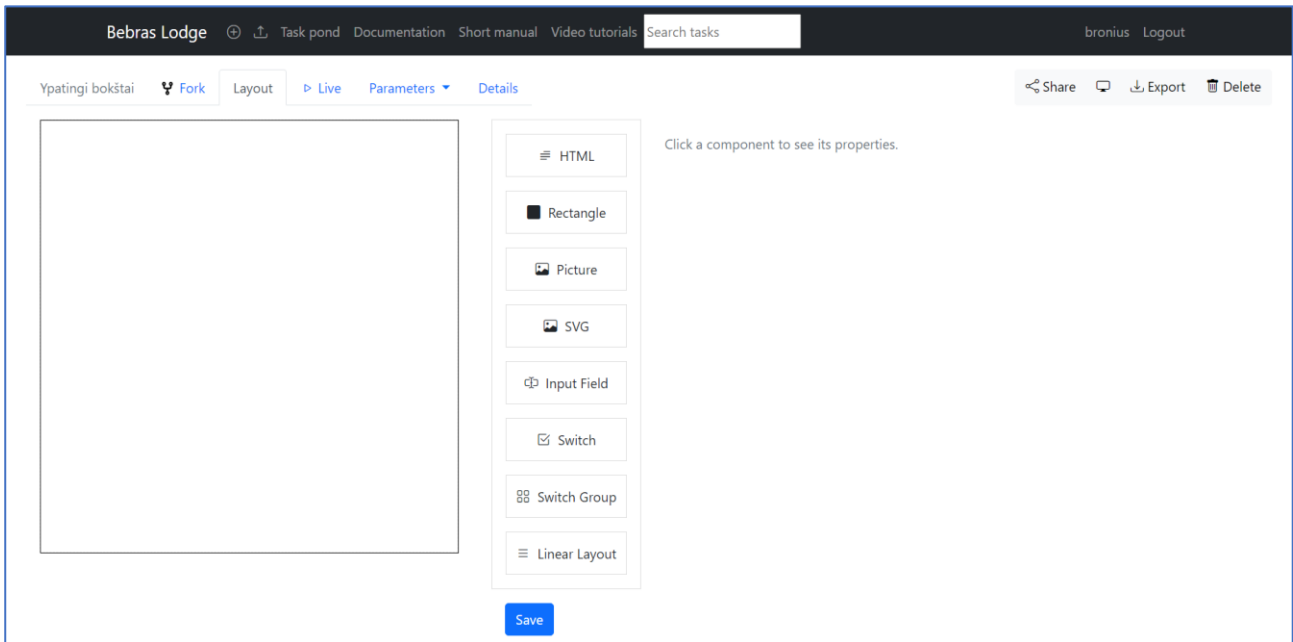 Bebras Lodge Task pond Documentation Short manual Video tutorials Search tasks bronius Logout
Ypatingi bokštai Fork Layout Live Parameters Details Share Export Delete
Click a component to see its properties.
HTML
Rectangle
Picture
SVG
Input Field
Switch
Switch Group
Linear Layout
Save